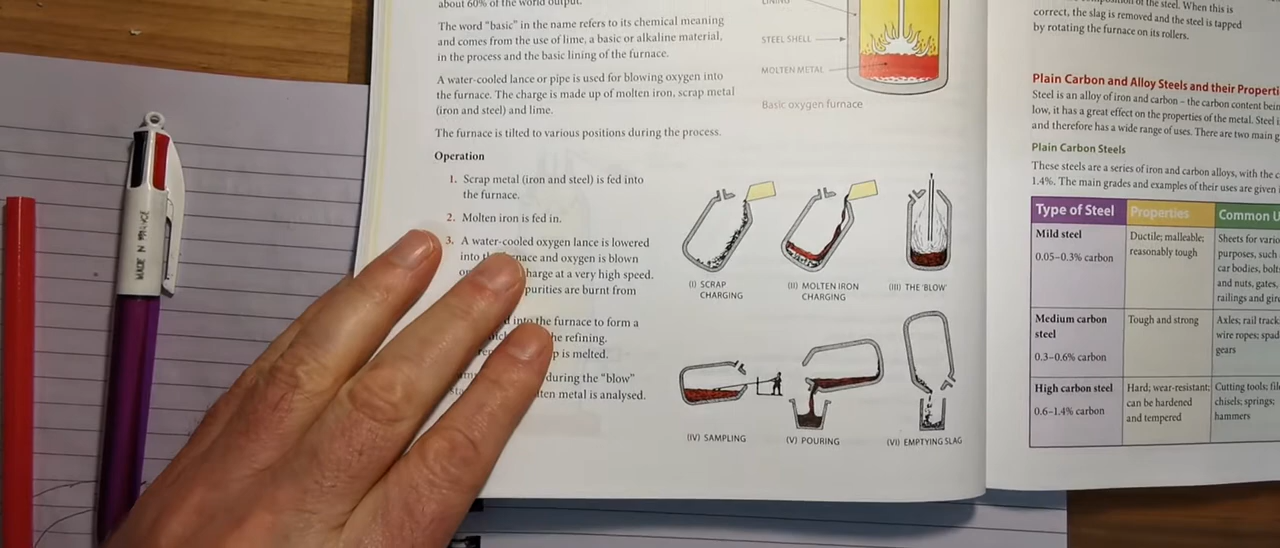 about 60% of the world output.
The word "basic" in the name refers to its chemical meaning
and comes from the use of lime, a basic or alkaline material,
in the process and the basic lining of the furnace.
A water-cooled lance or pipe is used for blowing oxygen into
the furnace. The charge is made up of molten iron, scrap metal
(iron and steel) and lime.
The furnace is tilted to various positions during the process.
Operation
1. Scrap metal (iron and steel) is fed into
the furnace.
2. Molten iron is fed in.
3. A water-cooled oxygen lance is lowered
into and oxygen is blown
at a very high speed.
are burnt from
into the furnace to form a
refining.
is melted.
during the "blow"
metal is analysed.
LINING
STEEL SHELL
MOLTEN METAL
Basic oxygen furnace
(I) SCRAP
CHARGING
(II) MOLTEN IRON
CHARGING
(III) THE 'BLOW'
(IV) SAMPLING
(V) POURING
(VI) EMPTYING SLAG
MADE IN FRANCE
of the steel. When this is
correct, the slag is removed and the steel is tapped
by rotating the furnace on its rollers.
Plain Carbon and Alloy Steels and their
Steel is an alloy of iron and carbon – the carbon content
low, it has a great effect on the properties of the metal. Steel
and therefore has a wide range of uses. There are two main
Plain Carbon Steels
These steels are a series of iron and carbon alloys, with the
1.4%. The main grades and examples of their uses are given
Type of Steel Properties Common
Mild steel
0.05–0.3% carbon
Ductile; malleable;
reasonably tough
Sheets for
purposes, such
car bodies,
and nuts, gates,
railings and
Medium carbon
steel
0.3–0.6% carbon
Tough and strong
Axles; rail
wire ropes;
gears
High carbon steel
0.6–1.4% carbon
Hard; wear-resistant;
can be hardened
and tempered
Cutting tools;
chisels; springs;
hammers